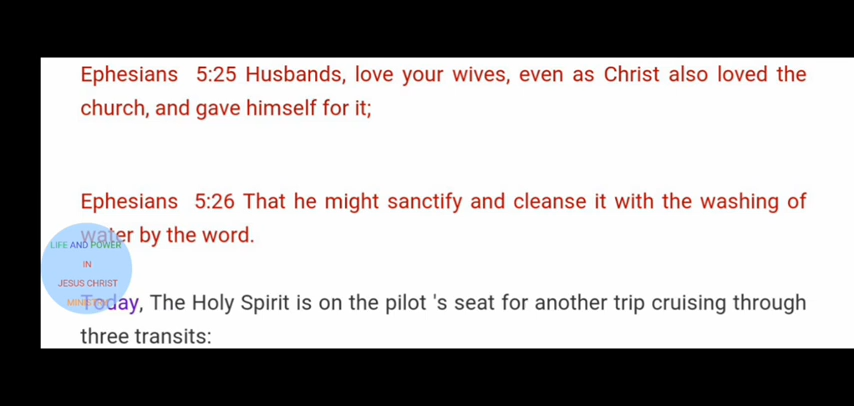 Ephesians 5:25 Husbands, love your wives, even as Christ also loved the
church, and gave himself for it;
Ephesians 5:26 That he might sanctify and cleanse it with the washing of
water by the word.
LIFE AND POWER
IN
JESUS CHRIST
Today, The Holy Spirit is on the pilot 's seat for another trip cruising through
three transits: